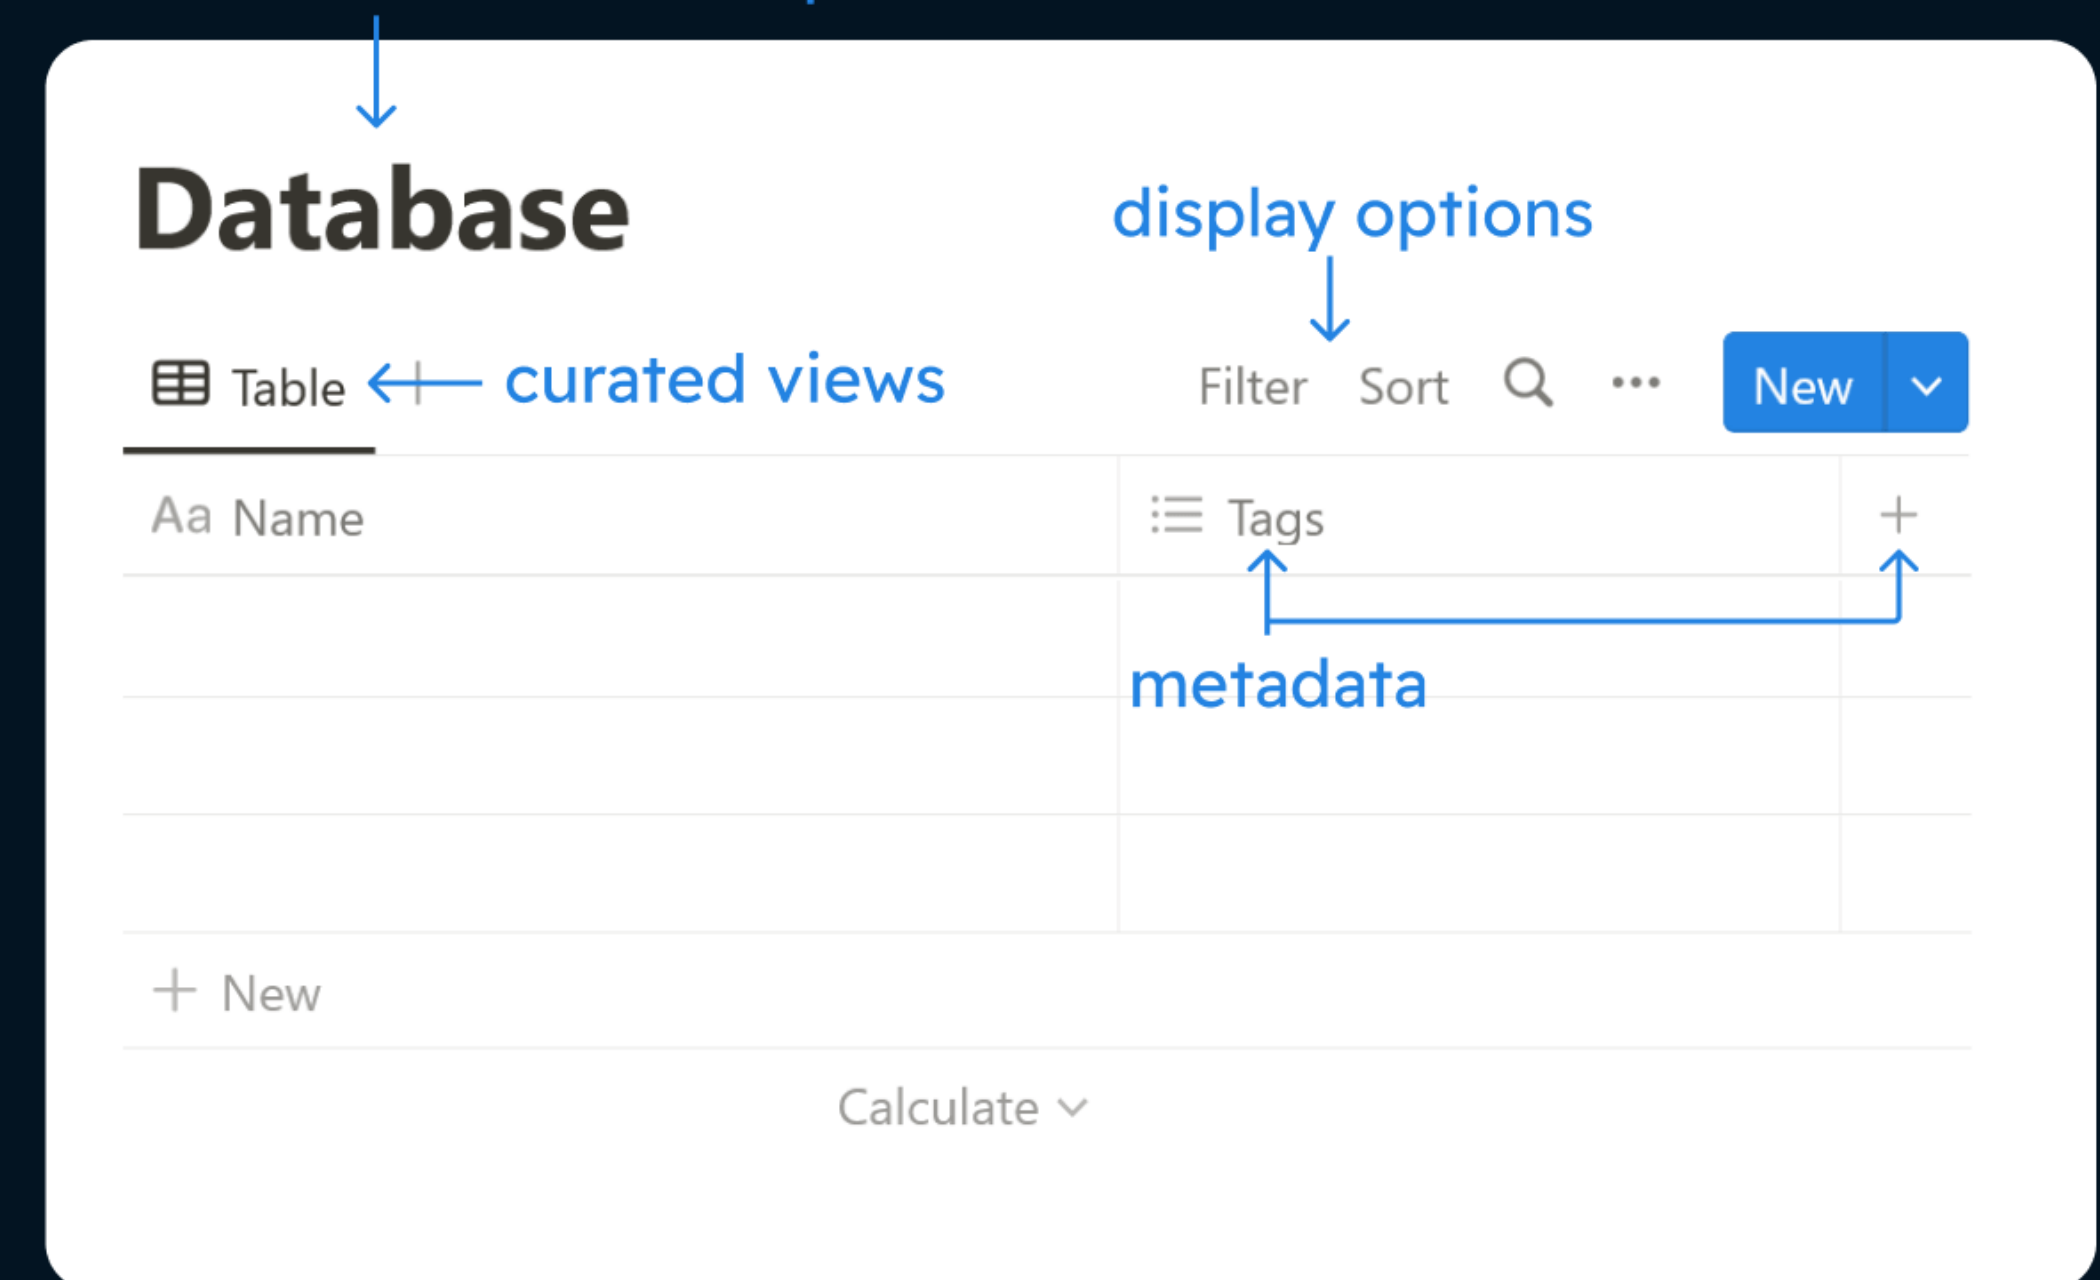 Database
display options
Table
curated views
Filter Sort
New
Aa Name
Tags
metadata
New
Calculate